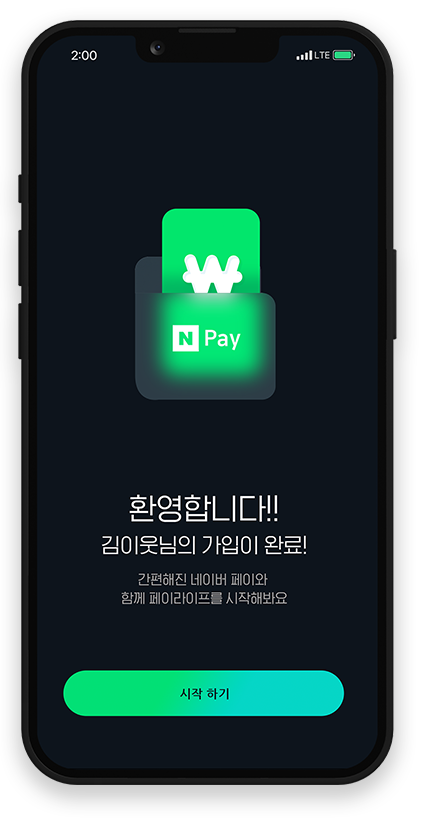 2:00
LTE
₩
N Pay
환영합니다!!
김이웃님의 가입이 완료!
간편해진 네이버 페이와
함께 페이라이프를 시작해봐요
시작 하기